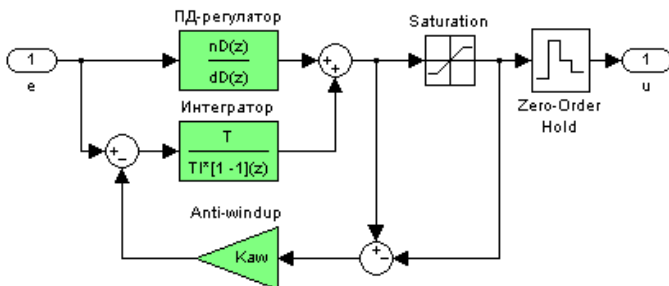 ПД-регулятор
Saturation
1
e
nD(z)
dD(z)
+
+
1
u
Zero-Order
Hold
Интегратор
+
−
T
TI*[1 -1](z)
Anti-windup
Kaw
+
−